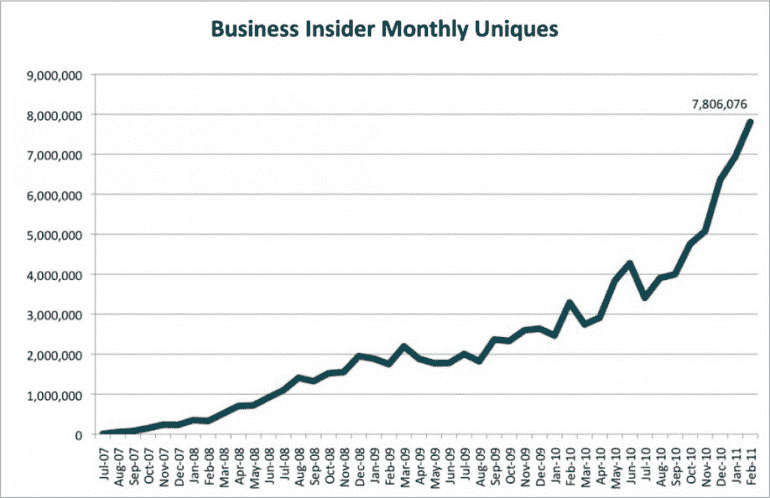 Business Insider Monthly Uniques
9,000,000
8,000,000
7,000,000
6,000,000
5,000,000
4,000,000
3,000,000
2,000,000
1,000,000
0
7,806,076
Jul-07
Aug-07
Sep-07
Oct-07
Nov-07
Dec-07
Jan-08
Feb-08
Mar-08
Apr-08
May-08
Jun-08
Jul-08
Aug-08
Sep-08
Oct-08
Nov-08
Dec-08
Jan-09
Feb-09
Mar-09
Apr-09
May-09
Jun-09
Jul-09
Aug-09
Sep-09
Oct-09
Nov-09
Dec-09
Jan-10
Feb-10
Mar-10
Apr-10
May-10
Jun-10
Jul-10
Aug-10
Sep-10
Oct-10
Nov-10
Dec-10
Jan-11
Feb-11